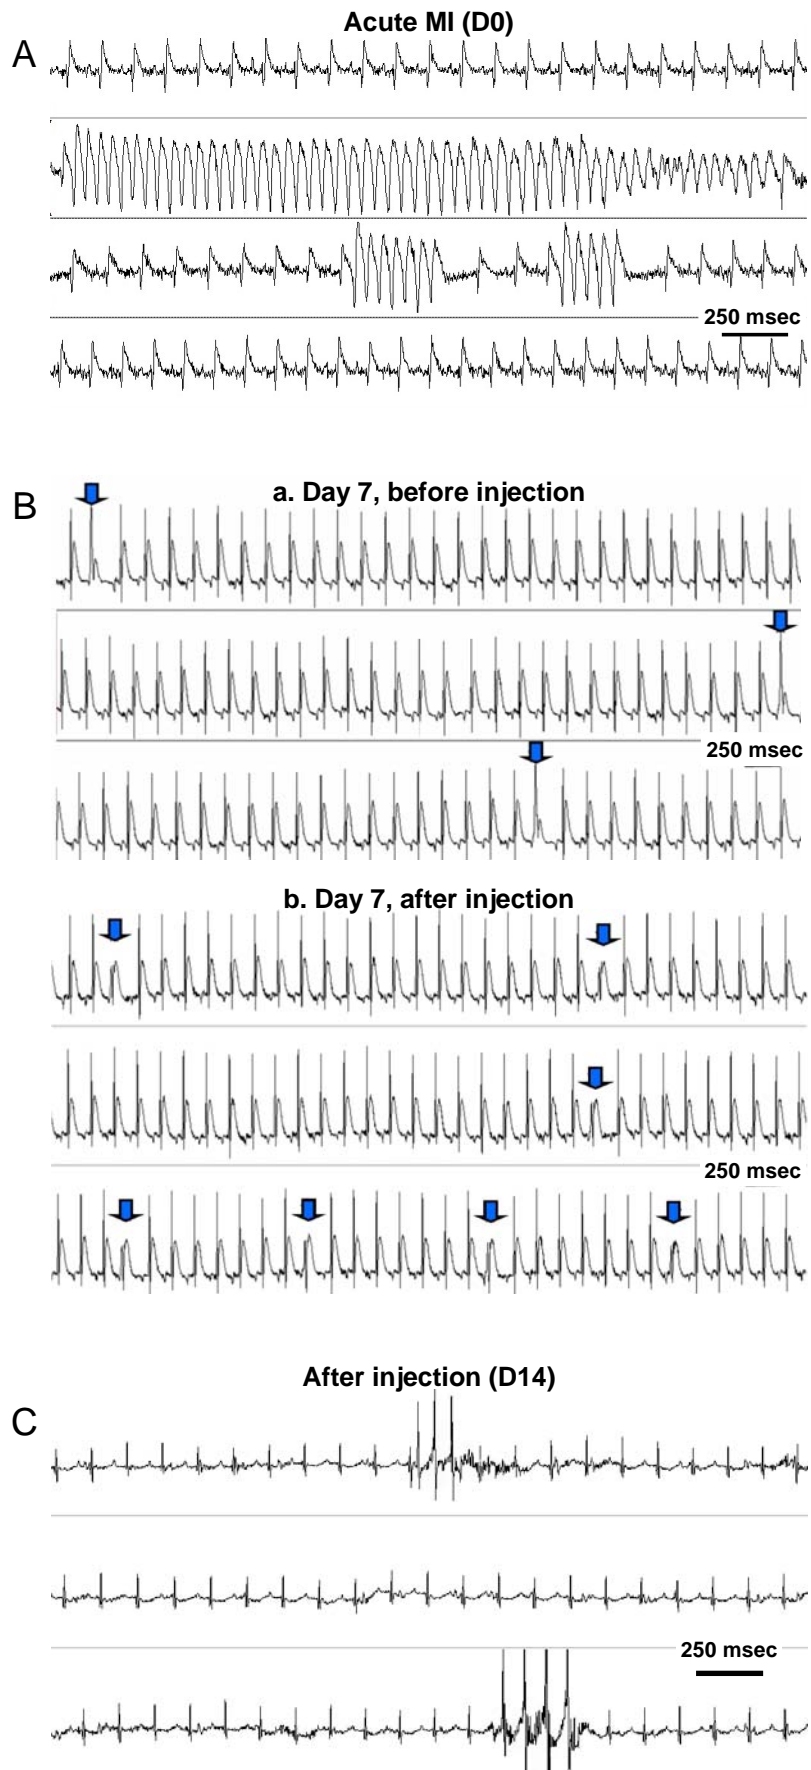 Acute MI (D0)
A
250 msec
B
a. Day 7, before injection
250 msec
b. Day 7, after injection
250 msec
After injection (D14)
C
250 msec